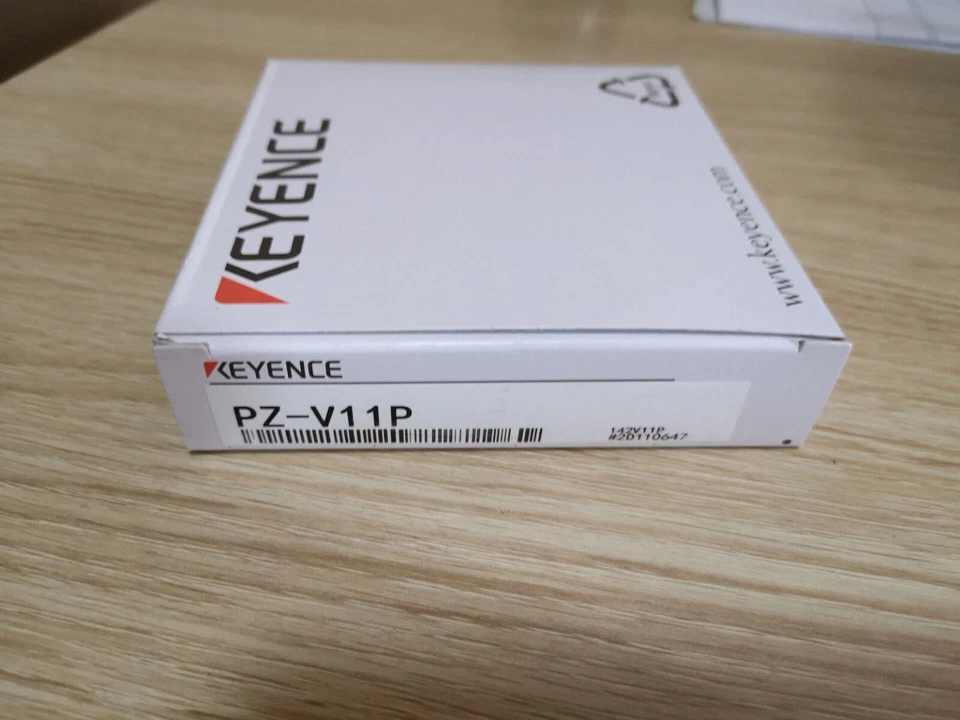 KEYENCE
www.keyence.com
KEYENCE
PZ-V11P
142V11P
#2D110647